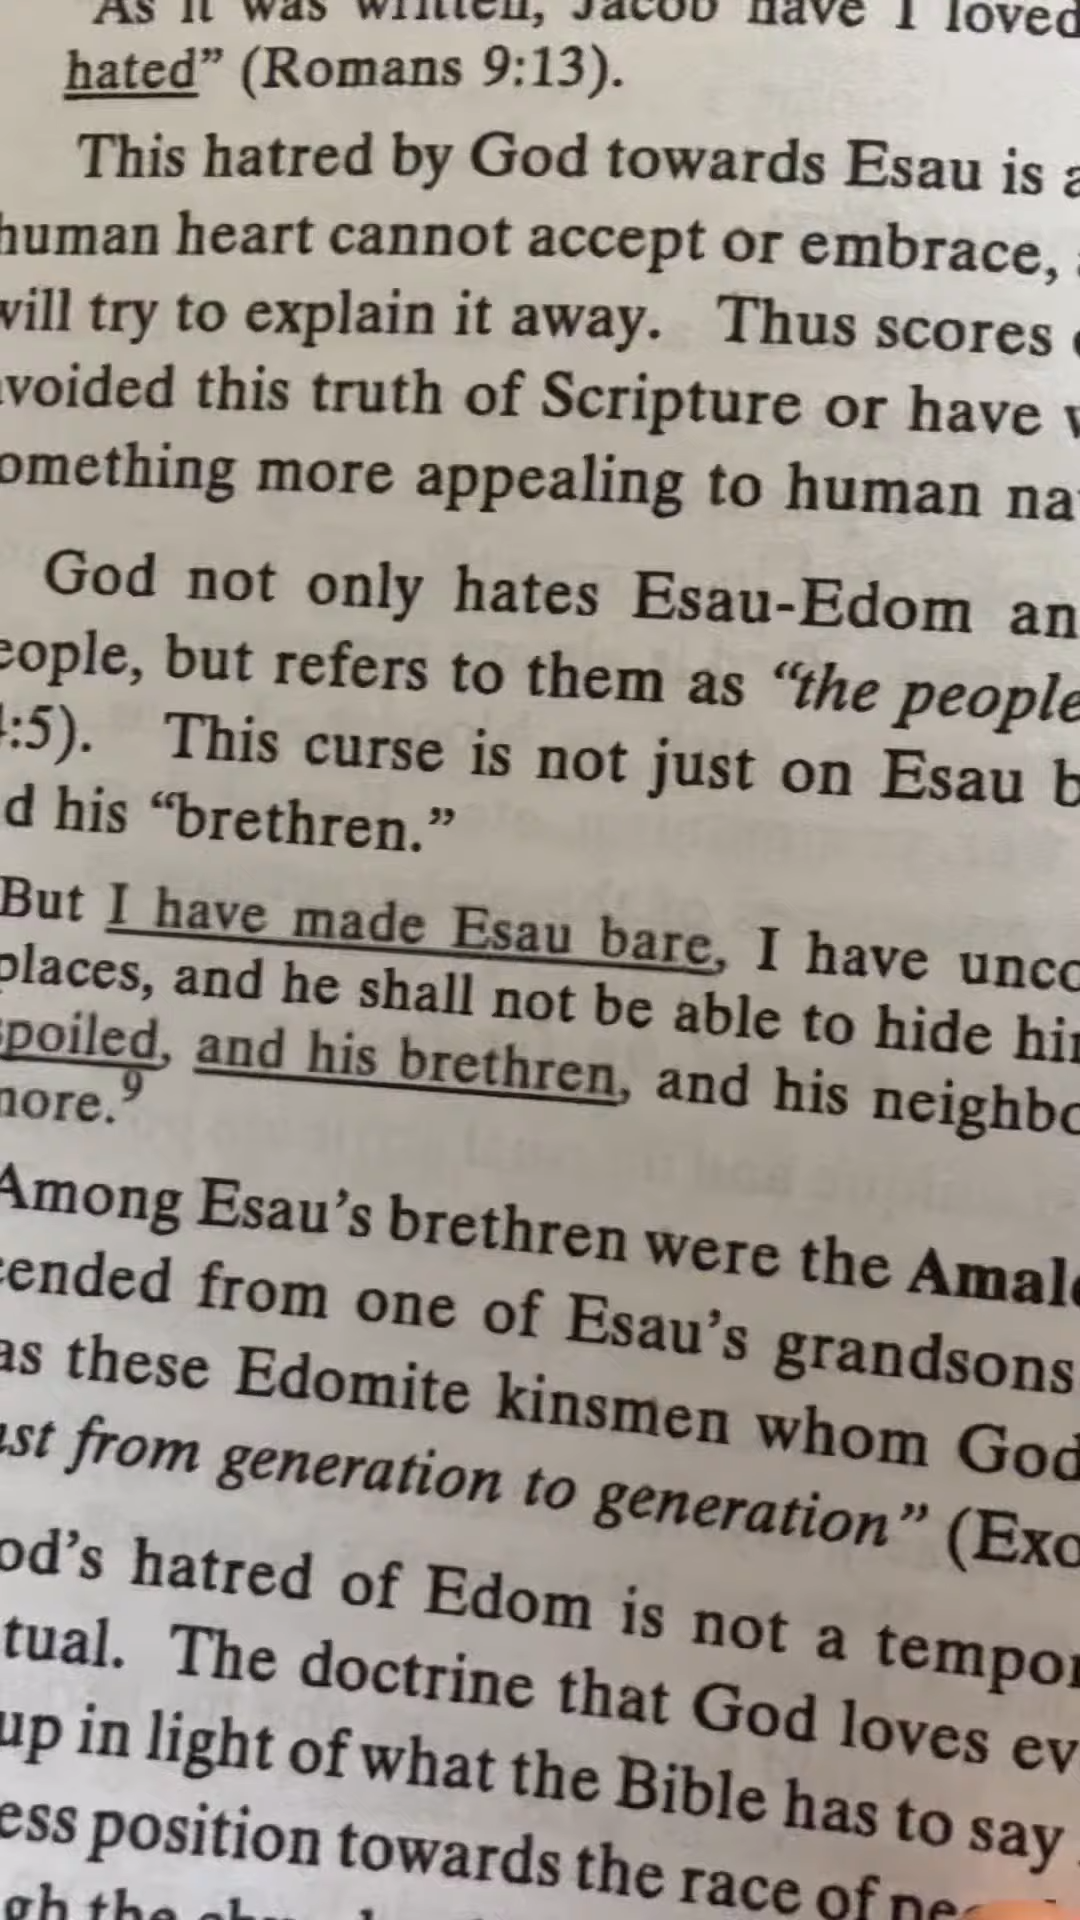 "As it was written, Jacob have I loved
hated" (Romans 9:13).
This hatred by God towards Esau is a
human heart cannot accept or embrace,
will try to explain it away. Thus scores
avoided this truth of Scripture or have
omething more appealing to human na
God not only hates Esau-Edom an
eople, but refers to them as "the people
4:5). This curse is not just on Esau b
d his "brethren."
But I have made Esau bare, I have unco
places, and he shall not be able to hide him
spoiled, and his brethren, and his neighbo
more.9
Among Esau's brethren were the Amale
cended from one of Esau's grandsons
as these Edomite kinsmen whom God
ist from generation to generation" (Exo
od's hatred of Edom is not a tempor
tual. The doctrine that God loves ev
up in light of what the Bible has to say
ess position towards the race of
gh the